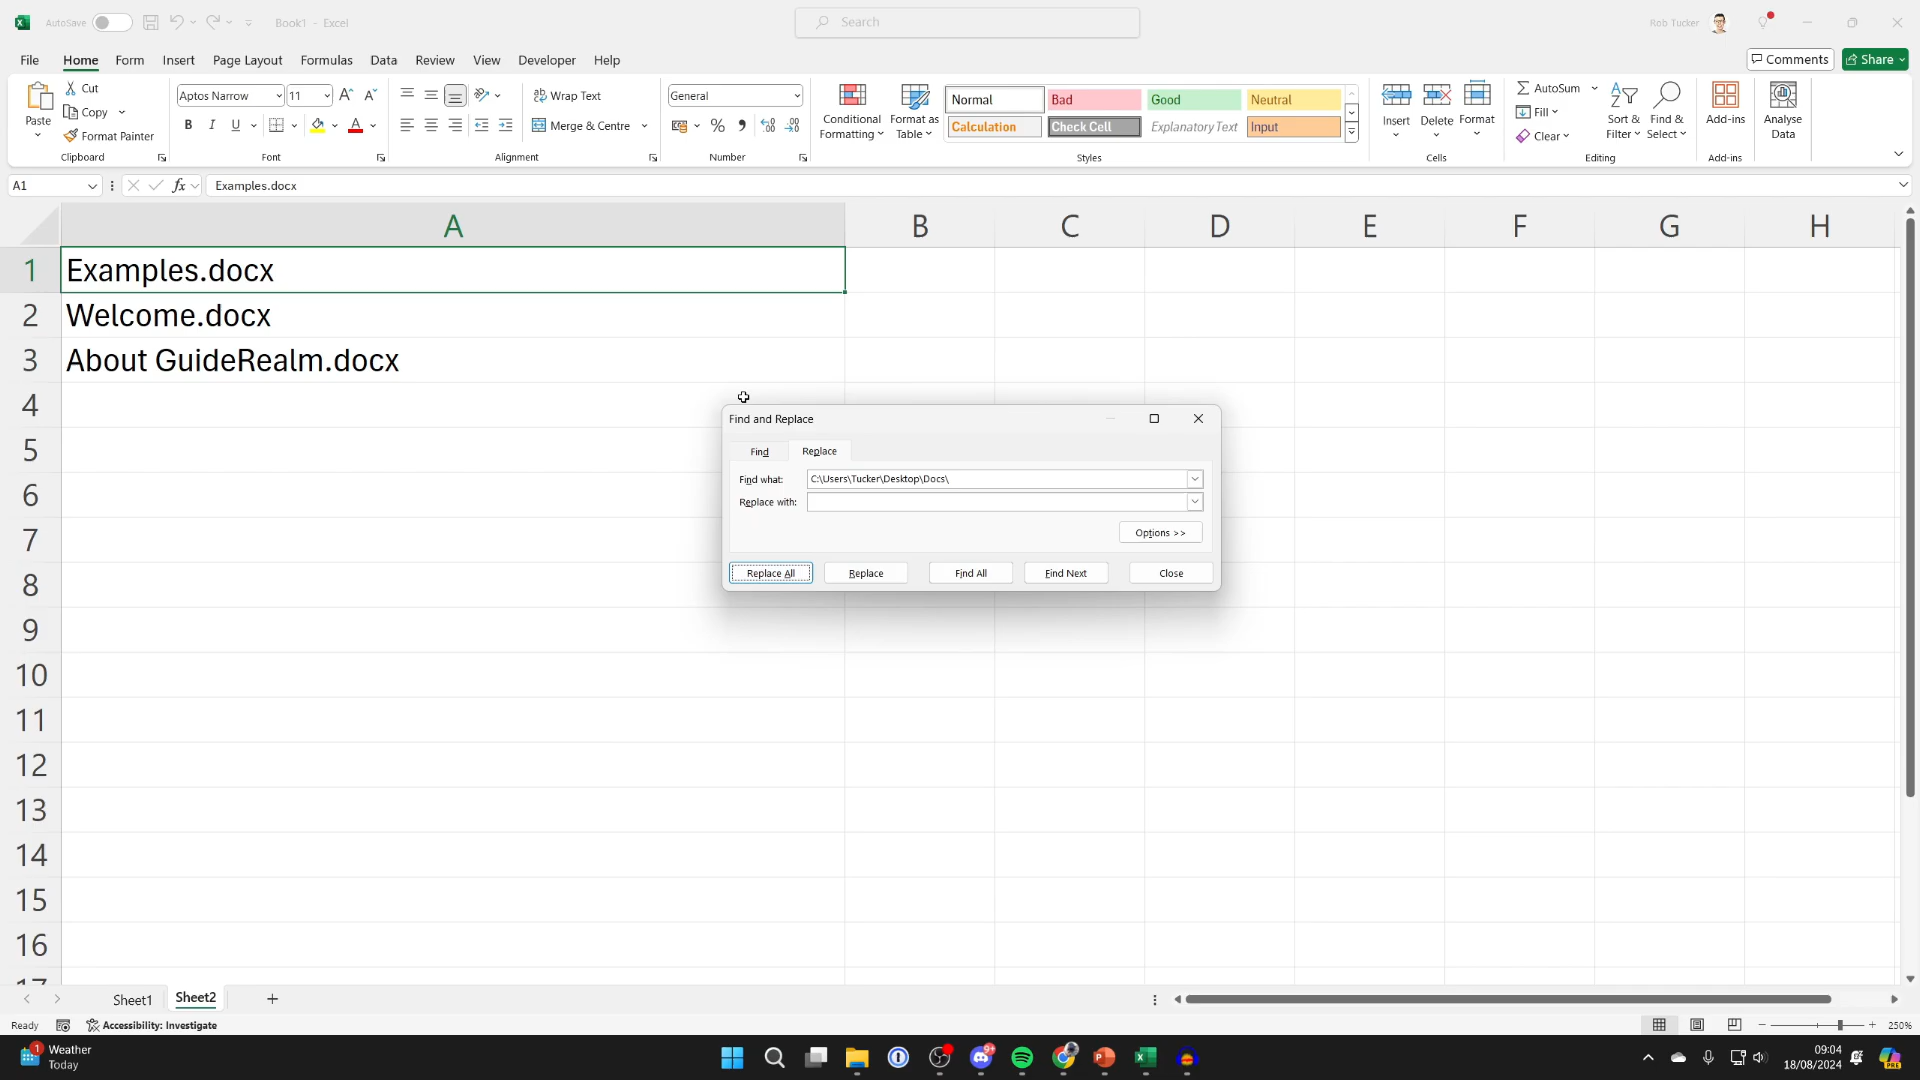 AutoSave
Book1 - Excel
Search
Rob Tucker
File Home Form Insert Page Layout Formulas Data Review View Developer Help
Comments Share
Paste
Cut
Copy
Format Painter
Clipboard
Aptos Narrow 11
B I U
Font
Wrap Text
Merge & Centre
Alignment
General
Number
Conditional
Formatting
Format as
Table
Normal Bad Good Neutral
Calculation Check Cell Explanatory Text Input
Styles
Insert Delete Format
Cells
AutoSum
Fill
Clear
Sort &
Filter
Find &
Select
Editing
Add-ins
Add-ins
Analyse
Data
A1
fx
Examples.docx
A B C D E F G H
1 Examples.docx
2 Welcome.docx
3 About GuideRealm.docx
4
5
6
7
8
9
10
11
12
13
14
15
16
17
Find and Replace
Find Replace
Find what: C:\Users\Tucker\Desktop\Docs\
Replace with:
Options >>
Replace All Replace Find All Find Next Close
Sheet1 Sheet2
Ready Accessibility: Investigate
250%
1 Weather
Today
9+
09:04
18/08/2024
PRE